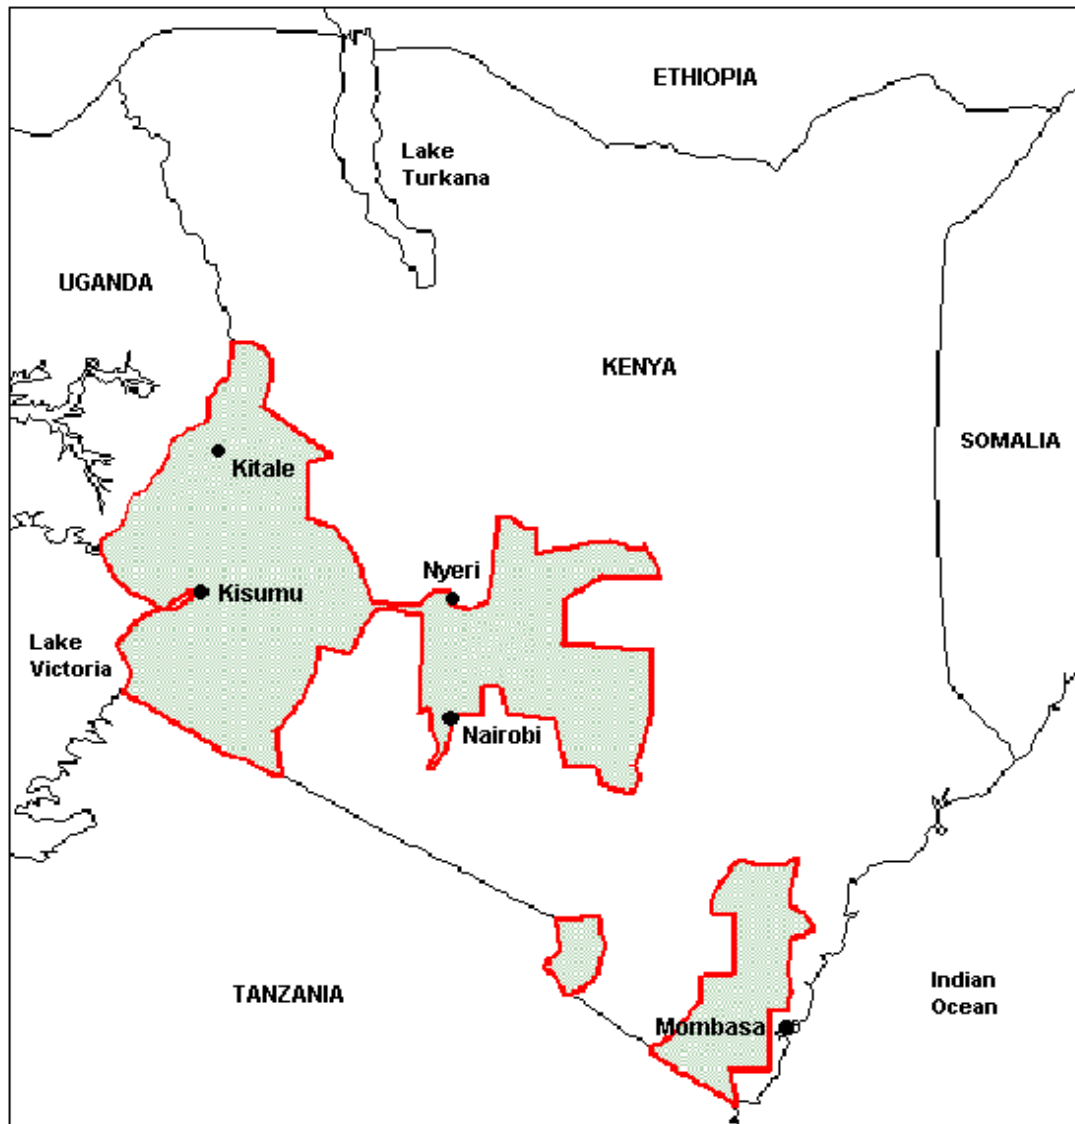 ETHIOPIA
Lake
Turkana
UGANDA
KENYA
SOMALIA
Kitale
Nyeri
Kisumu
Lake
Victoria
Nairobi
TANZANIA
Indian
Ocean
Mombasa